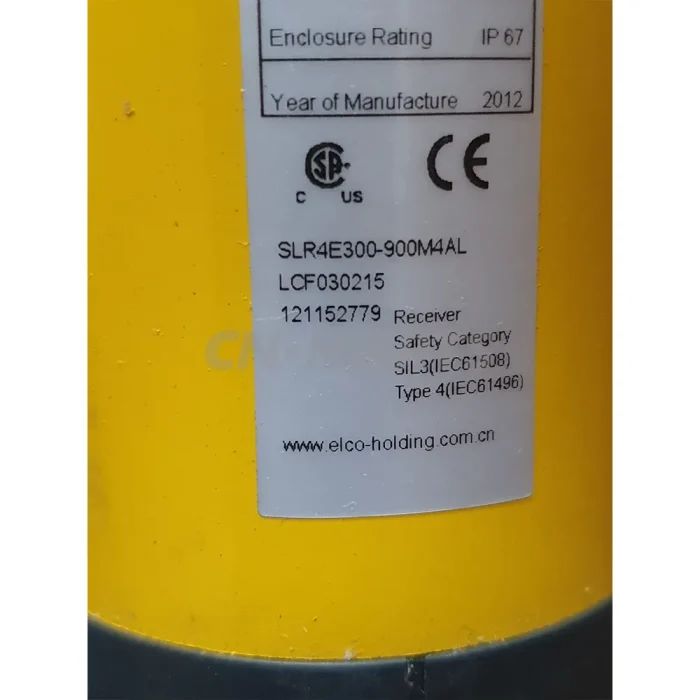 Enclosure Rating IP 67
Year of Manufacture 2012
CSA
C US
CE
SLR4E300-900M4AL
LCF030215
121152779 Receiver
Safety Category
SIL3(IEC61508)
Type 4(IEC61496)
www.elco-holding.com.cn